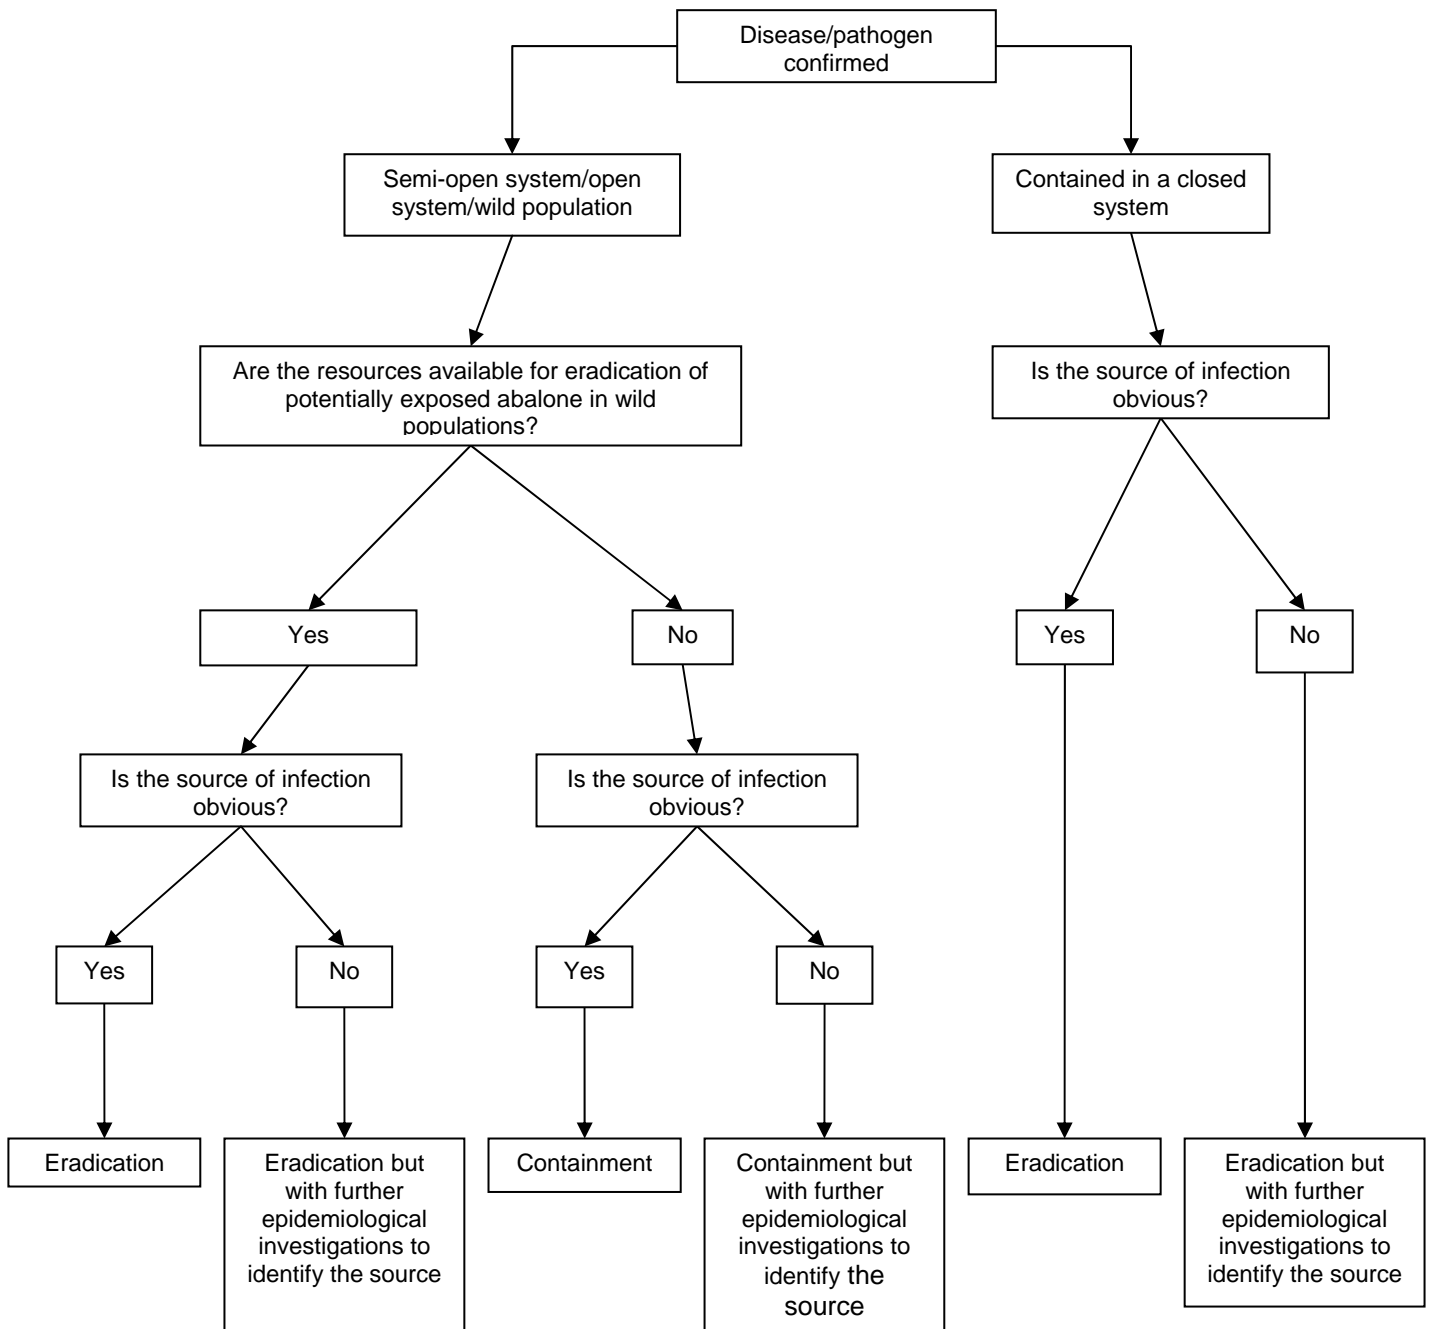 Disease/pathogen
confirmed
Semi-open system/open
system/wild population
Contained in a closed
system
Are the resources available for eradication of
potentially exposed abalone in wild
populations?
Is the source of infection
obvious?
Yes
No
Yes
No
Is the source of infection
obvious?
Is the source of infection
obvious?
Yes
No
Yes
No
Eradication
Eradication but
with further
epidemiological
investigations to
identify the source
Containment
Containment but
with further
epidemiological
investigations to
identify the
source
Eradication
Eradication but
with further
epidemiological
investigations to
identify the source